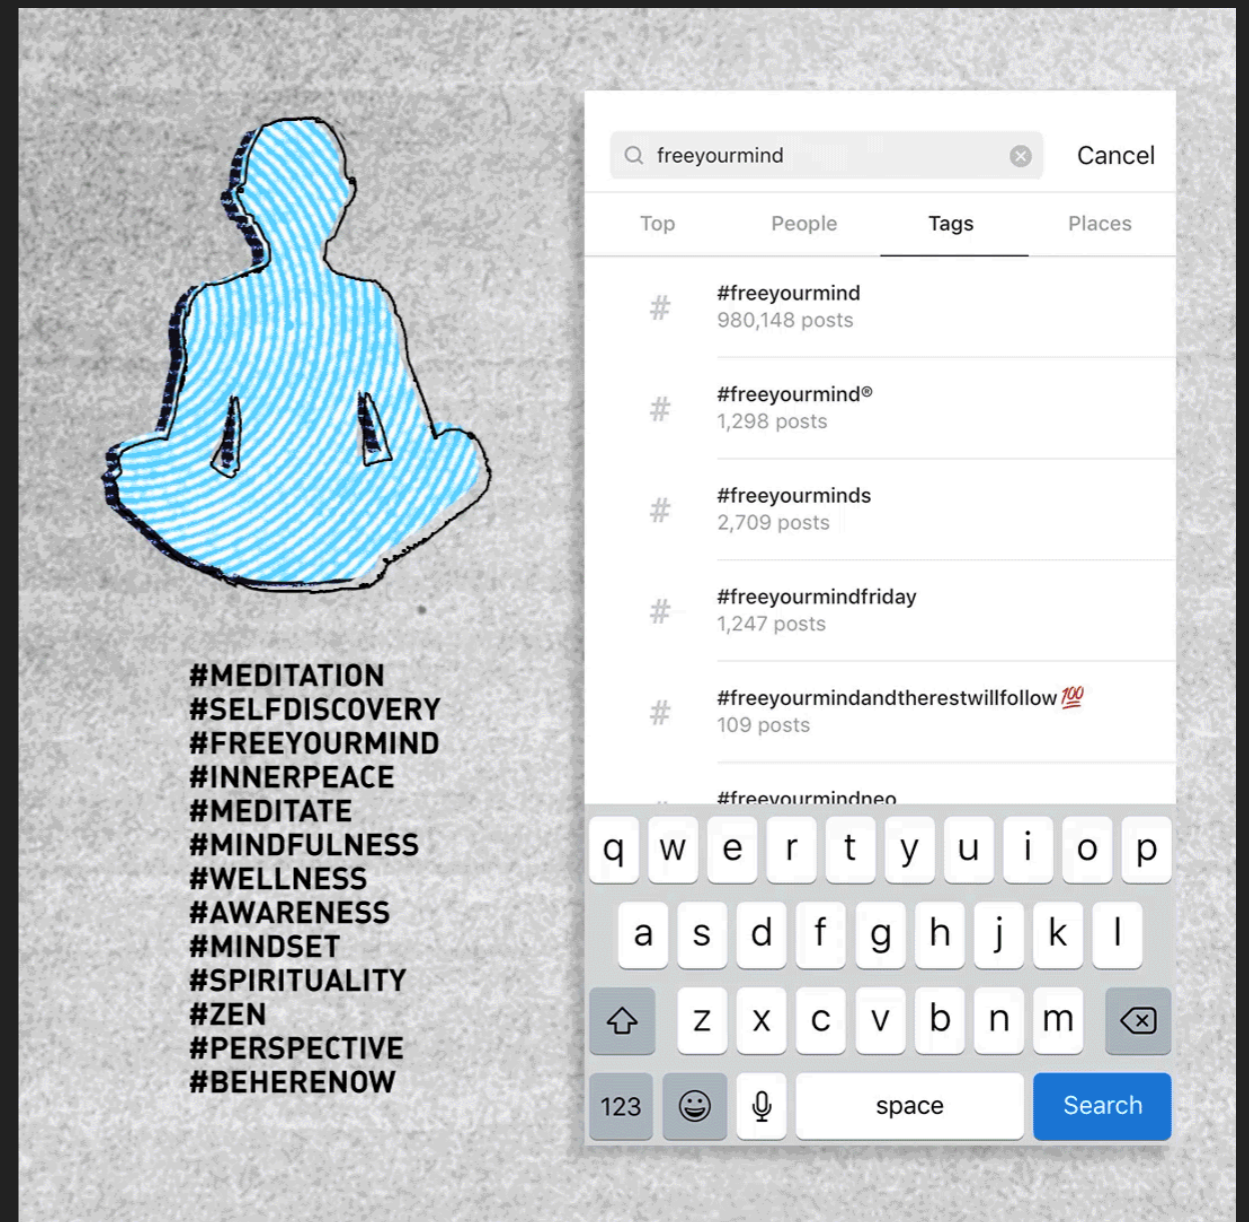 #MEDITATION
#SELFDISCOVERY
#FREEYOURMIND
#INNERPEACE
#MEDITATE
#MINDFULNESS
#WELLNESS
#AWARENESS
#MINDSET
#SPIRITUALITY
#ZEN
#PERSPECTIVE
#BEHERENOW
freeyourmind Cancel
Top People Tags Places
# #freeyourmind
980,148 posts
# #freeyourmind®
1,298 posts
# #freeyourminds
2,709 posts
# #freeyourmindfriday
1,247 posts
# #freeyourmindandtherestwillfollow💯
109 posts
#freeyourmindneo
q w e r t y u i o p
a s d f g h j k l
z x c v b n m
123 space Search